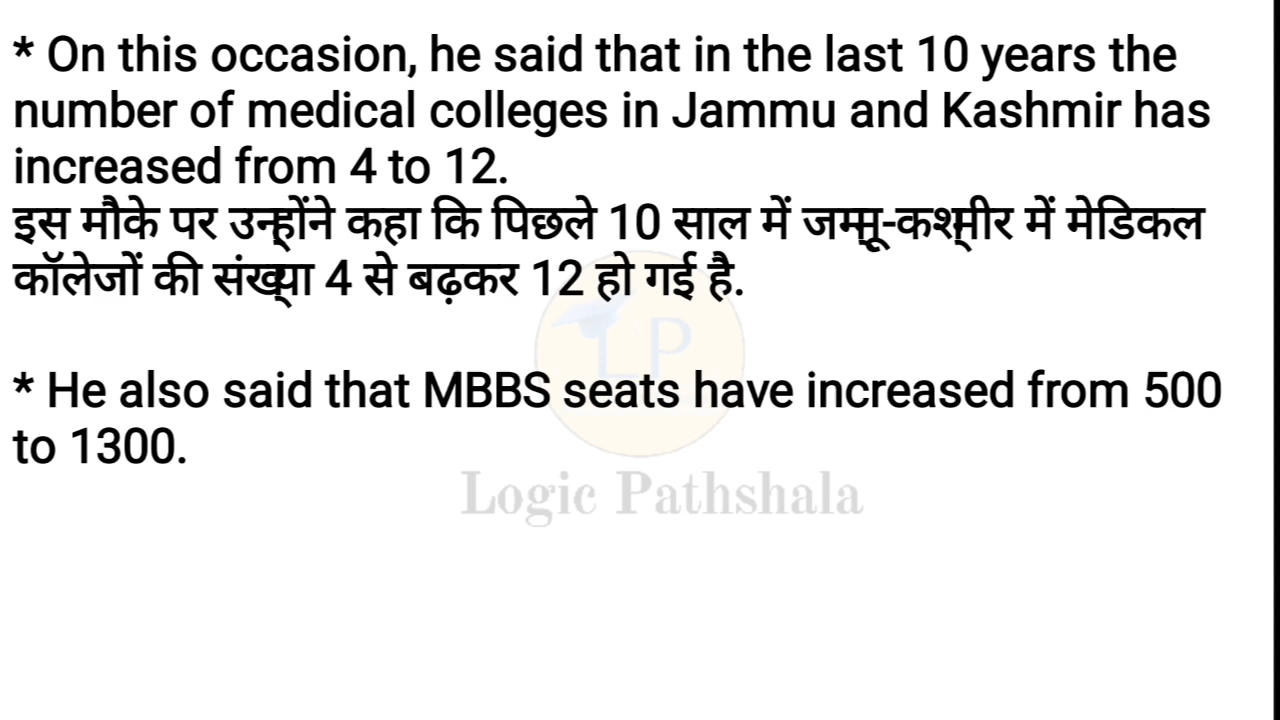 * On this occasion, he said that in the last 10 years the
number of medical colleges in Jammu and Kashmir has
increased from 4 to 12.
इस मौके पर उन्होंने कहा कि पिछले 10 साल में जम्मू-कश्मीर में मेडिकल
कॉलेजों की संख्या 4 से बढ़कर 12 हो गई है.
LP
* He also said that MBBS seats have increased from 500
to 1300.
Logic Pathshala